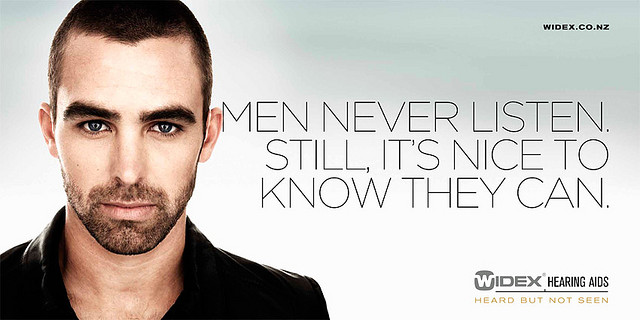 WIDEX.CO.NZ
MEN NEVER LISTEN.
STILL, IT'S NICE TO
KNOW THEY CAN.
WIDEX® HEARING AIDS
HEARD BUT NOT SEEN